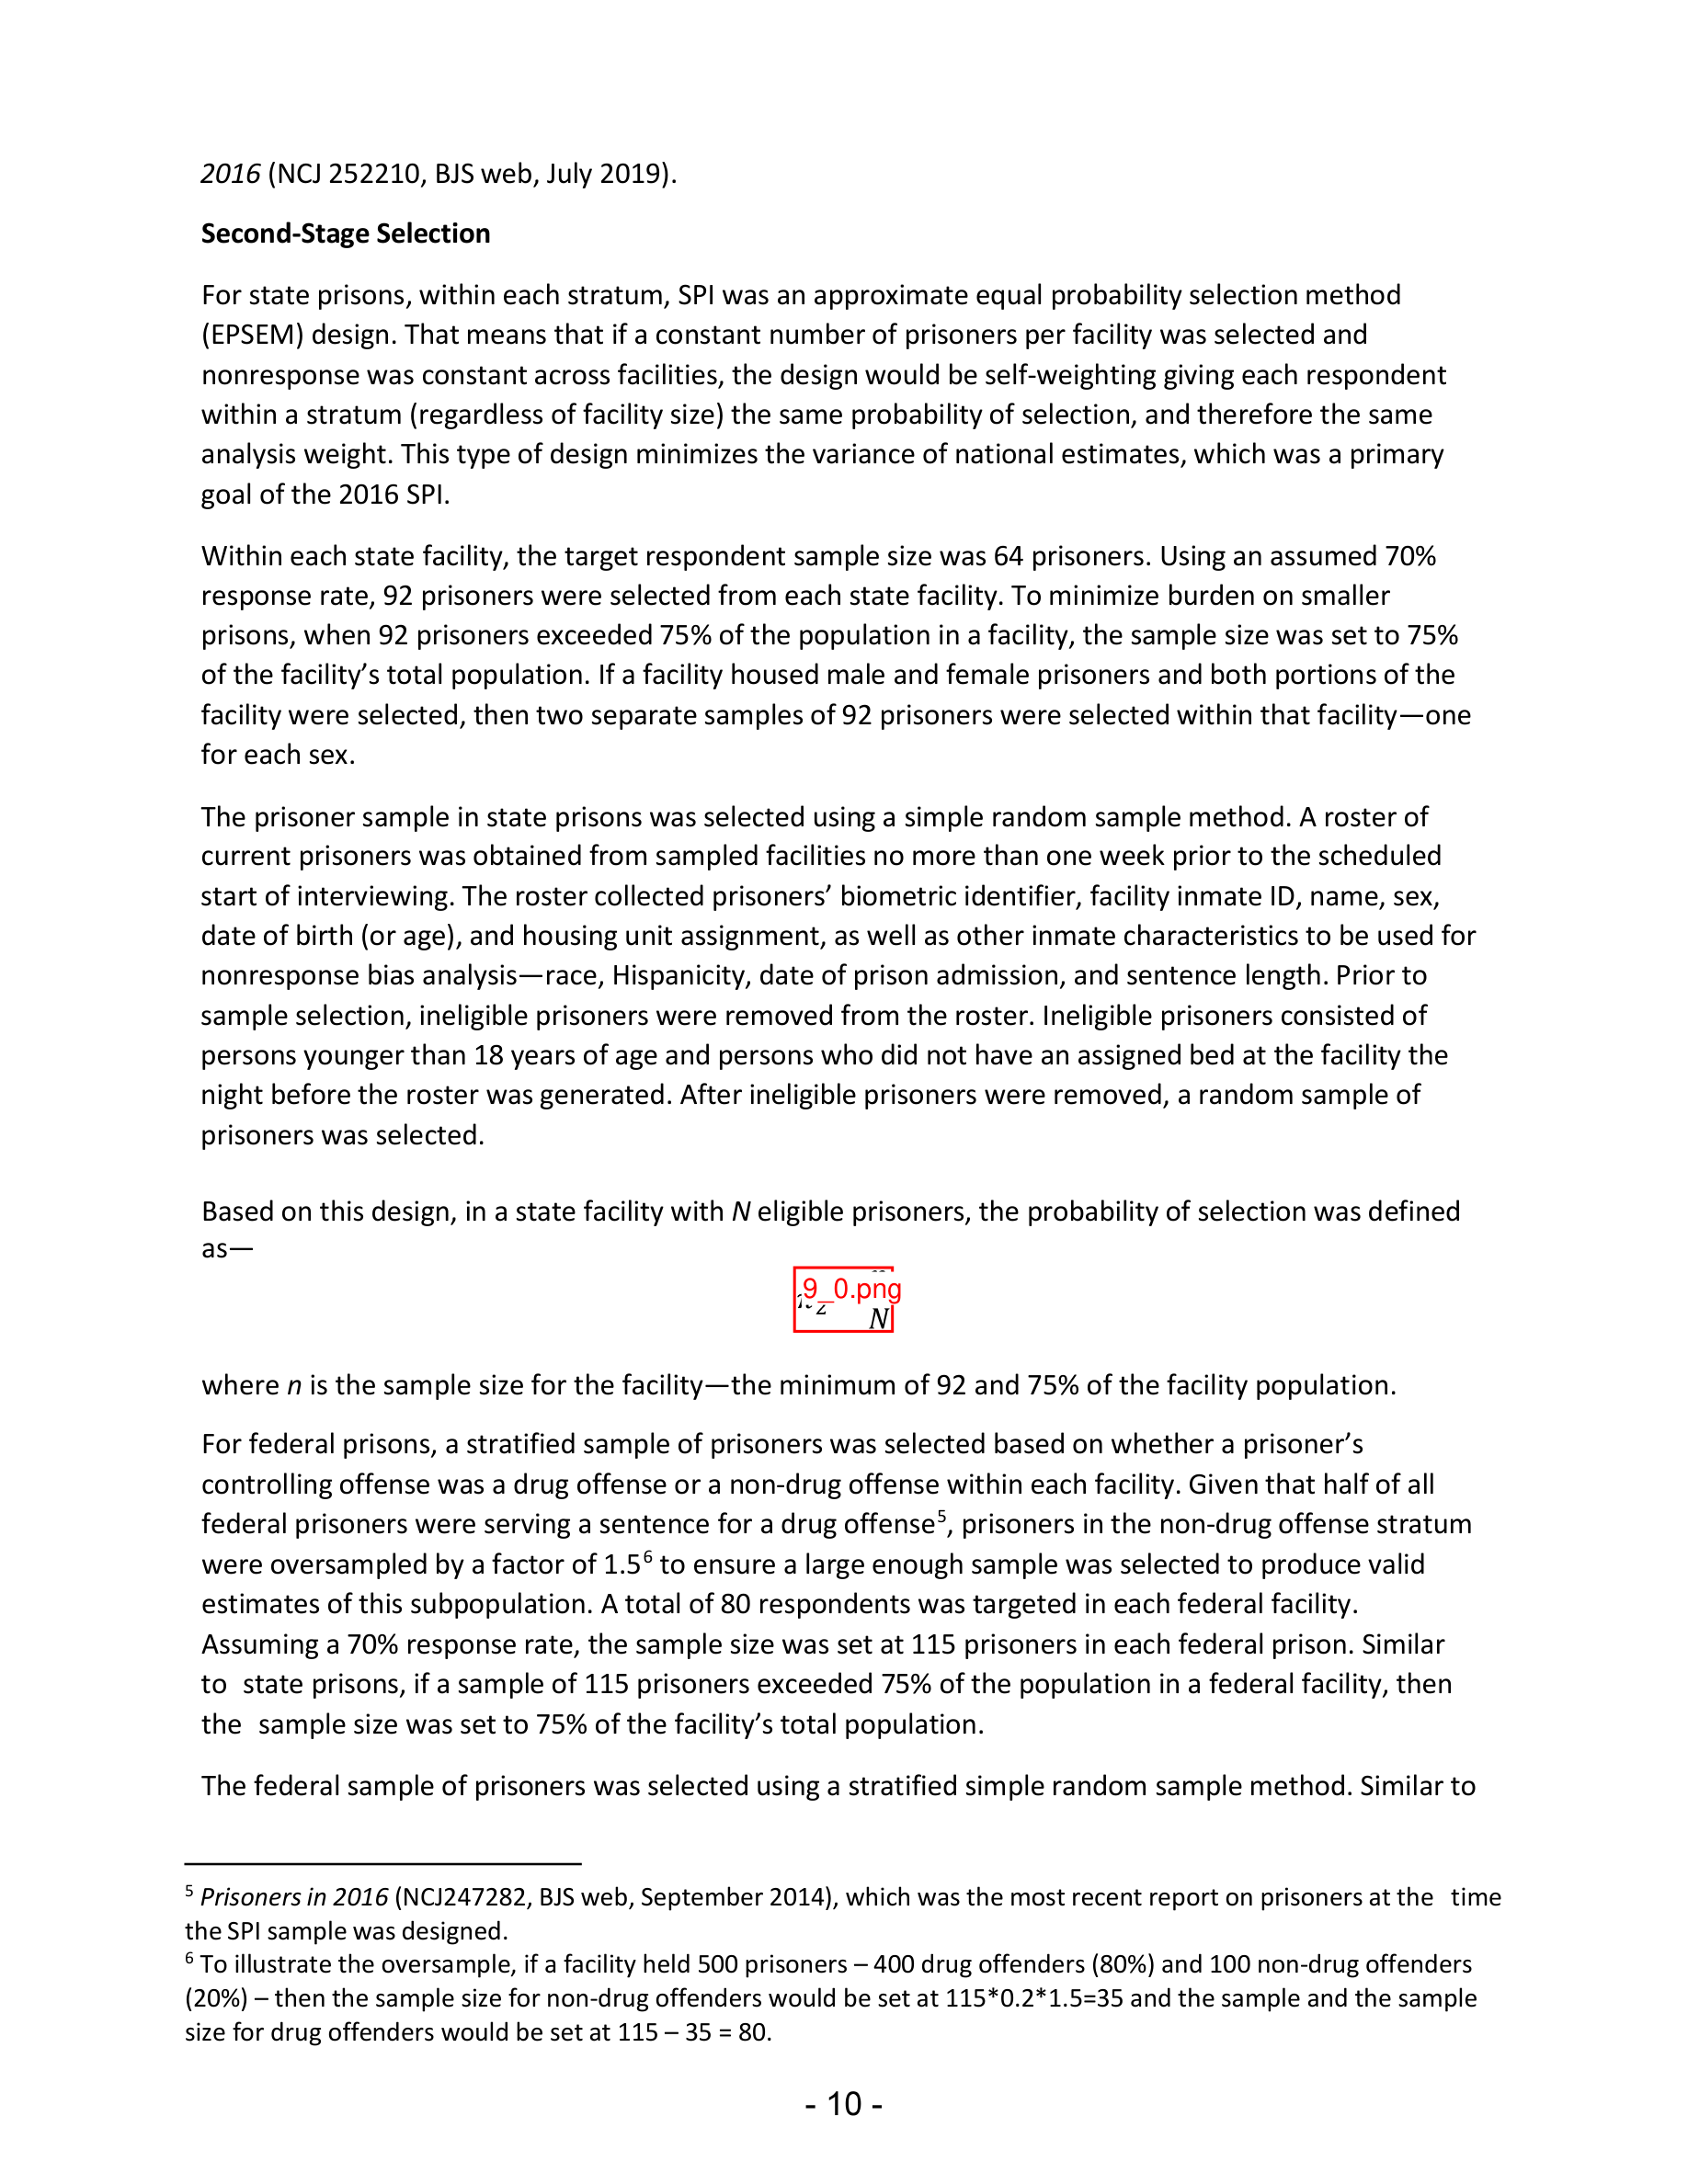 2016 (NCJ 252210, BJS web, July 2019).
Second-Stage Selection
For state prisons, within each stratum, SPI was an approximate equal probability selection method
(EPSEM) design. That means that if a constant number of prisoners per facility was selected and
nonresponse was constant across facilities, the design would be self-weighting giving each respondent
within a stratum (regardless of facility size) the same probability of selection, and therefore the same
analysis weight. This type of design minimizes the variance of national estimates, which was a primary
goal of the 2016 SPI.
Within each state facility, the target respondent sample size was 64 prisoners. Using an assumed 70%
response rate, 92 prisoners were selected from each state facility. To minimize burden on smaller
prisons, when 92 prisoners exceeded 75% of the population in a facility, the sample size was set to 75%
of the facility’s total population. If a facility housed male and female prisoners and both portions of the
facility were selected, then two separate samples of 92 prisoners were selected within that facility—one
for each sex.
The prisoner sample in state prisons was selected using a simple random sample method. A roster of
current prisoners was obtained from sampled facilities no more than one week prior to the scheduled
start of interviewing. The roster collected prisoners’ biometric identifier, facility inmate ID, name, sex,
date of birth (or age), and housing unit assignment, as well as other inmate characteristics to be used for
nonresponse bias analysis—race, Hispanicity, date of prison admission, and sentence length. Prior to
sample selection, ineligible prisoners were removed from the roster. Ineligible prisoners consisted of
persons younger than 18 years of age and persons who did not have an assigned bed at the facility the
night before the roster was generated. After ineligible prisoners were removed, a random sample of
prisoners was selected.
Based on this design, in a state facility with N eligible prisoners, the probability of selection was defined
as—
9_0.png
2
N
where n is the sample size for the facility—the minimum of 92 and 75% of the facility population.
For federal prisons, a stratified sample of prisoners was selected based on whether a prisoner’s
controlling offense was a drug offense or a non-drug offense within each facility. Given that half of all
federal prisoners were serving a sentence for a drug offense⁵, prisoners in the non-drug offense stratum
were oversampled by a factor of 1.5⁶ to ensure a large enough sample was selected to produce valid
estimates of this subpopulation. A total of 80 respondents was targeted in each federal facility.
Assuming a 70% response rate, the sample size was set at 115 prisoners in each federal prison. Similar
to state prisons, if a sample of 115 prisoners exceeded 75% of the population in a federal facility, then
the sample size was set to 75% of the facility’s total population.
The federal sample of prisoners was selected using a stratified simple random sample method. Similar to
⁵ Prisoners in 2016 (NCJ247282, BJS web, September 2014), which was the most recent report on prisoners at the time
the SPI sample was designed.
⁶ To illustrate the oversample, if a facility held 500 prisoners – 400 drug offenders (80%) and 100 non-drug offenders
(20%) – then the sample size for non-drug offenders would be set at 115*0.2*1.5=35 and the sample and the sample
size for drug offenders would be set at 115 – 35 = 80.
- 10 -